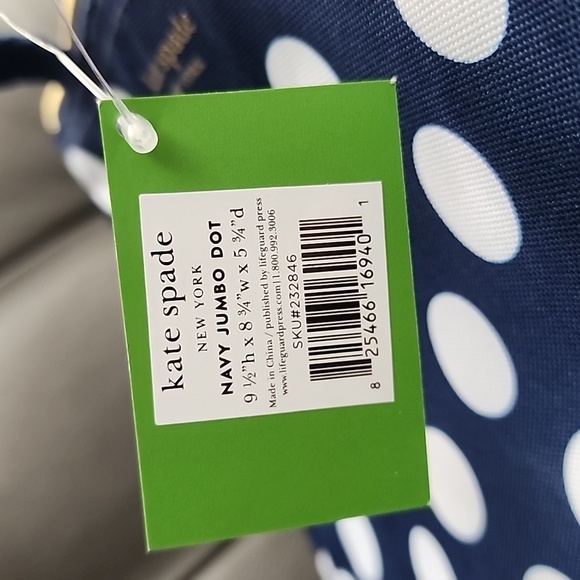 kate spade
NEW YORK
NAVY JUMBO DOT
9 ½"h x 8 ¾"w x 5 ¾"d
Made in China / published by lifeguard press
www.lifeguardpress.com | 1.800.992.3006
SKU#232846
8 25466 16940 1
spade